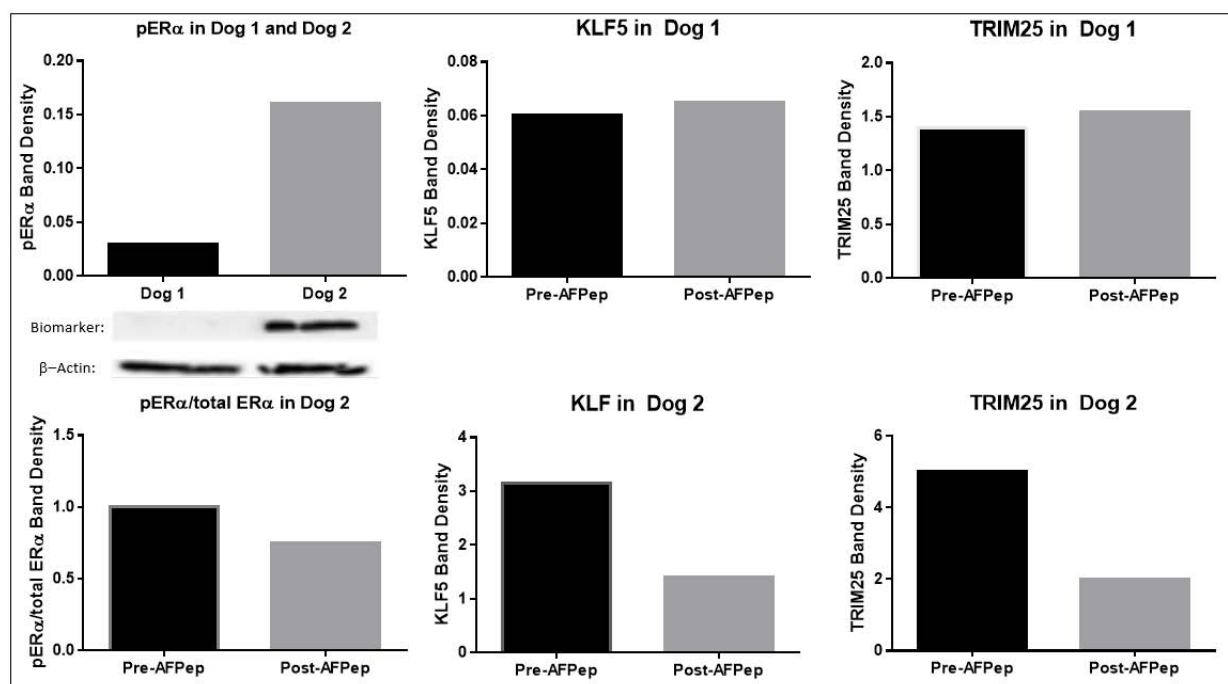 pERα in Dog 1 and Dog 2
pERα Band Density
0.20
0.15
0.10
0.05
0.00
Dog 1 Dog 2
Biomarker:
β−Actin:
KLF5 in Dog 1
KLF5 Band Density
0.08
0.06
0.04
0.02
0.00
Pre-AFPep Post-AFPep
TRIM25 in Dog 1
TRIM25 Band Density
2.0
1.5
1.0
0.5
0.0
Pre-AFPep Post-AFPep
pERα/total ERα in Dog 2
pERα/total ERα Band Density
1.5
1.0
0.5
0.0
Pre-AFPep Post-AFPep
KLF in Dog 2
KLF5 Band Density
4
3
2
1
0
Pre-AFPep Post-AFPep
TRIM25 in Dog 2
TRIM25 Band Density
6
4
2
0
Pre-AFPep Post-AFPep